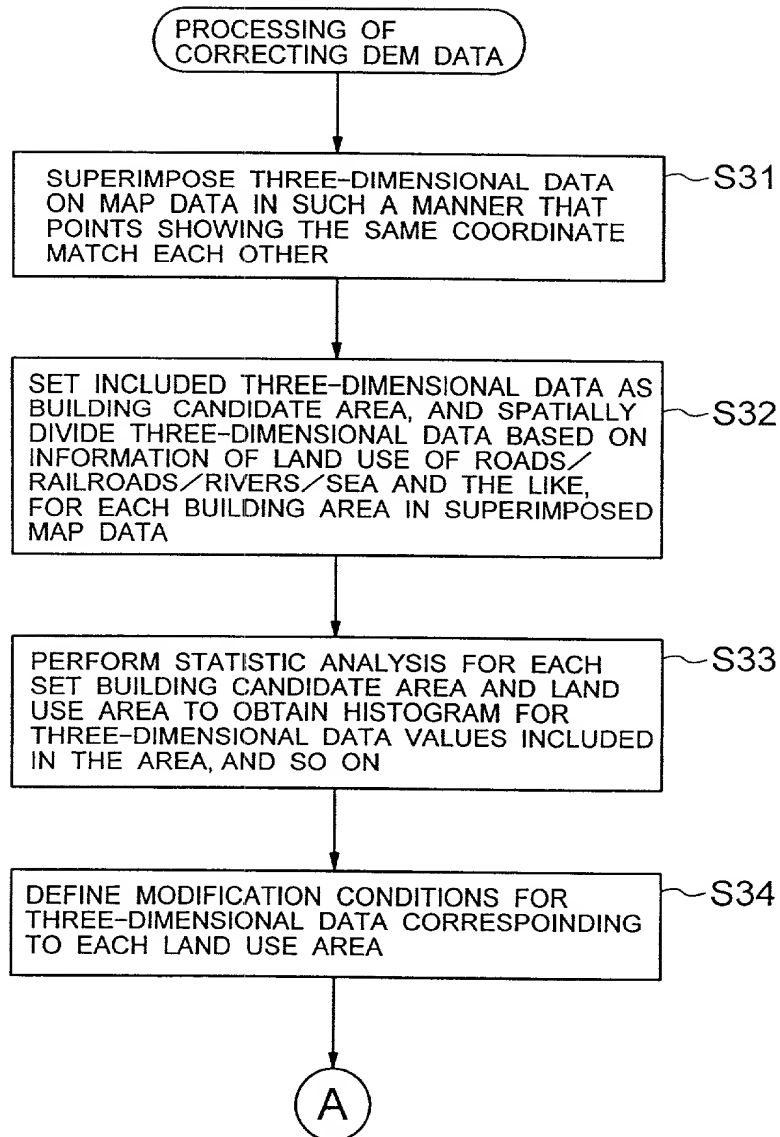 PROCESSING OF
CORRECTING DEM DATA
SUPERIMPOSE THREE-DIMENSIONAL DATA
ON MAP DATA IN SUCH A MANNER THAT
POINTS SHOWING THE SAME COORDINATE
MATCH EACH OTHER
S31
SET INCLUDED THREE-DIMENSIONAL DATA AS
BUILDING CANDIDATE AREA, AND SPATIALLY
DIVIDE THREE-DIMENSIONAL DATA BASED ON
INFORMATION OF LAND USE OF ROADS/
RAILROADS/RIVERS/SEA AND THE LIKE,
FOR EACH BUILDING AREA IN SUPERIMPOSED
MAP DATA
S32
PERFORM STATISTIC ANALYSIS FOR EACH
SET BUILDING CANDIDATE AREA AND LAND
USE AREA TO OBTAIN HISTOGRAM FOR
THREE-DIMENSIONAL DATA VALUES INCLUDED
IN THE AREA, AND SO ON
S33
DEFINE MODIFICATION CONDITIONS FOR
THREE-DIMENSIONAL DATA CORRESPOINDING
TO EACH LAND USE AREA
S34
A